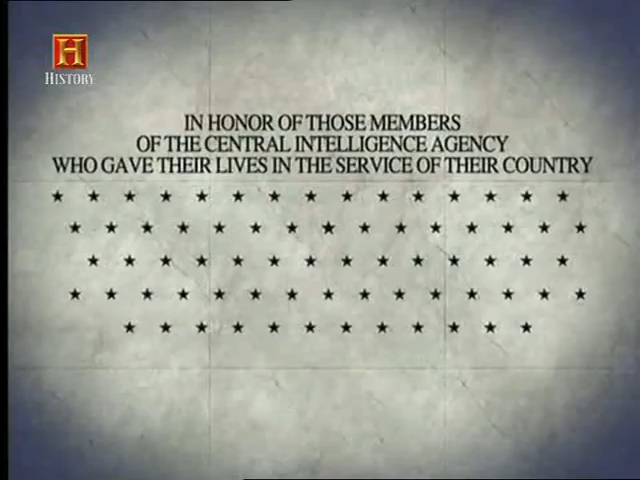 H
HISTORY
IN HONOR OF THOSE MEMBERS
OF THE CENTRAL INTELLIGENCE AGENCY
WHO GAVE THEIR LIVES IN THE SERVICE OF THEIR COUNTRY